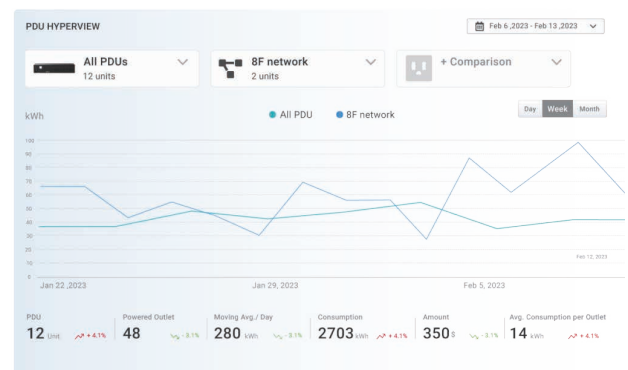 PDU HYPERVIEW
Feb 6 ,2023 - Feb 13 ,2023
All PDUs
12 units
8F network
2 units
+ Comparison
kWh
All PDU
8F network
Day Week Month
100
90
80
70
60
50
40
30
20
10
0
Feb 12, 2023
Jan 22 ,2023
Jan 29, 2023
Feb 5, 2023
PDU
12 Unit + 4.1%
Powered Outlet
48 - 3.1%
Moving Avg./ Day
280 kWh - 3.1%
Consumption
2703 kWh + 4.1%
Amount
350 $ - 3.1%
Avg. Consumption per Outlet
14 kWh + 4.1%